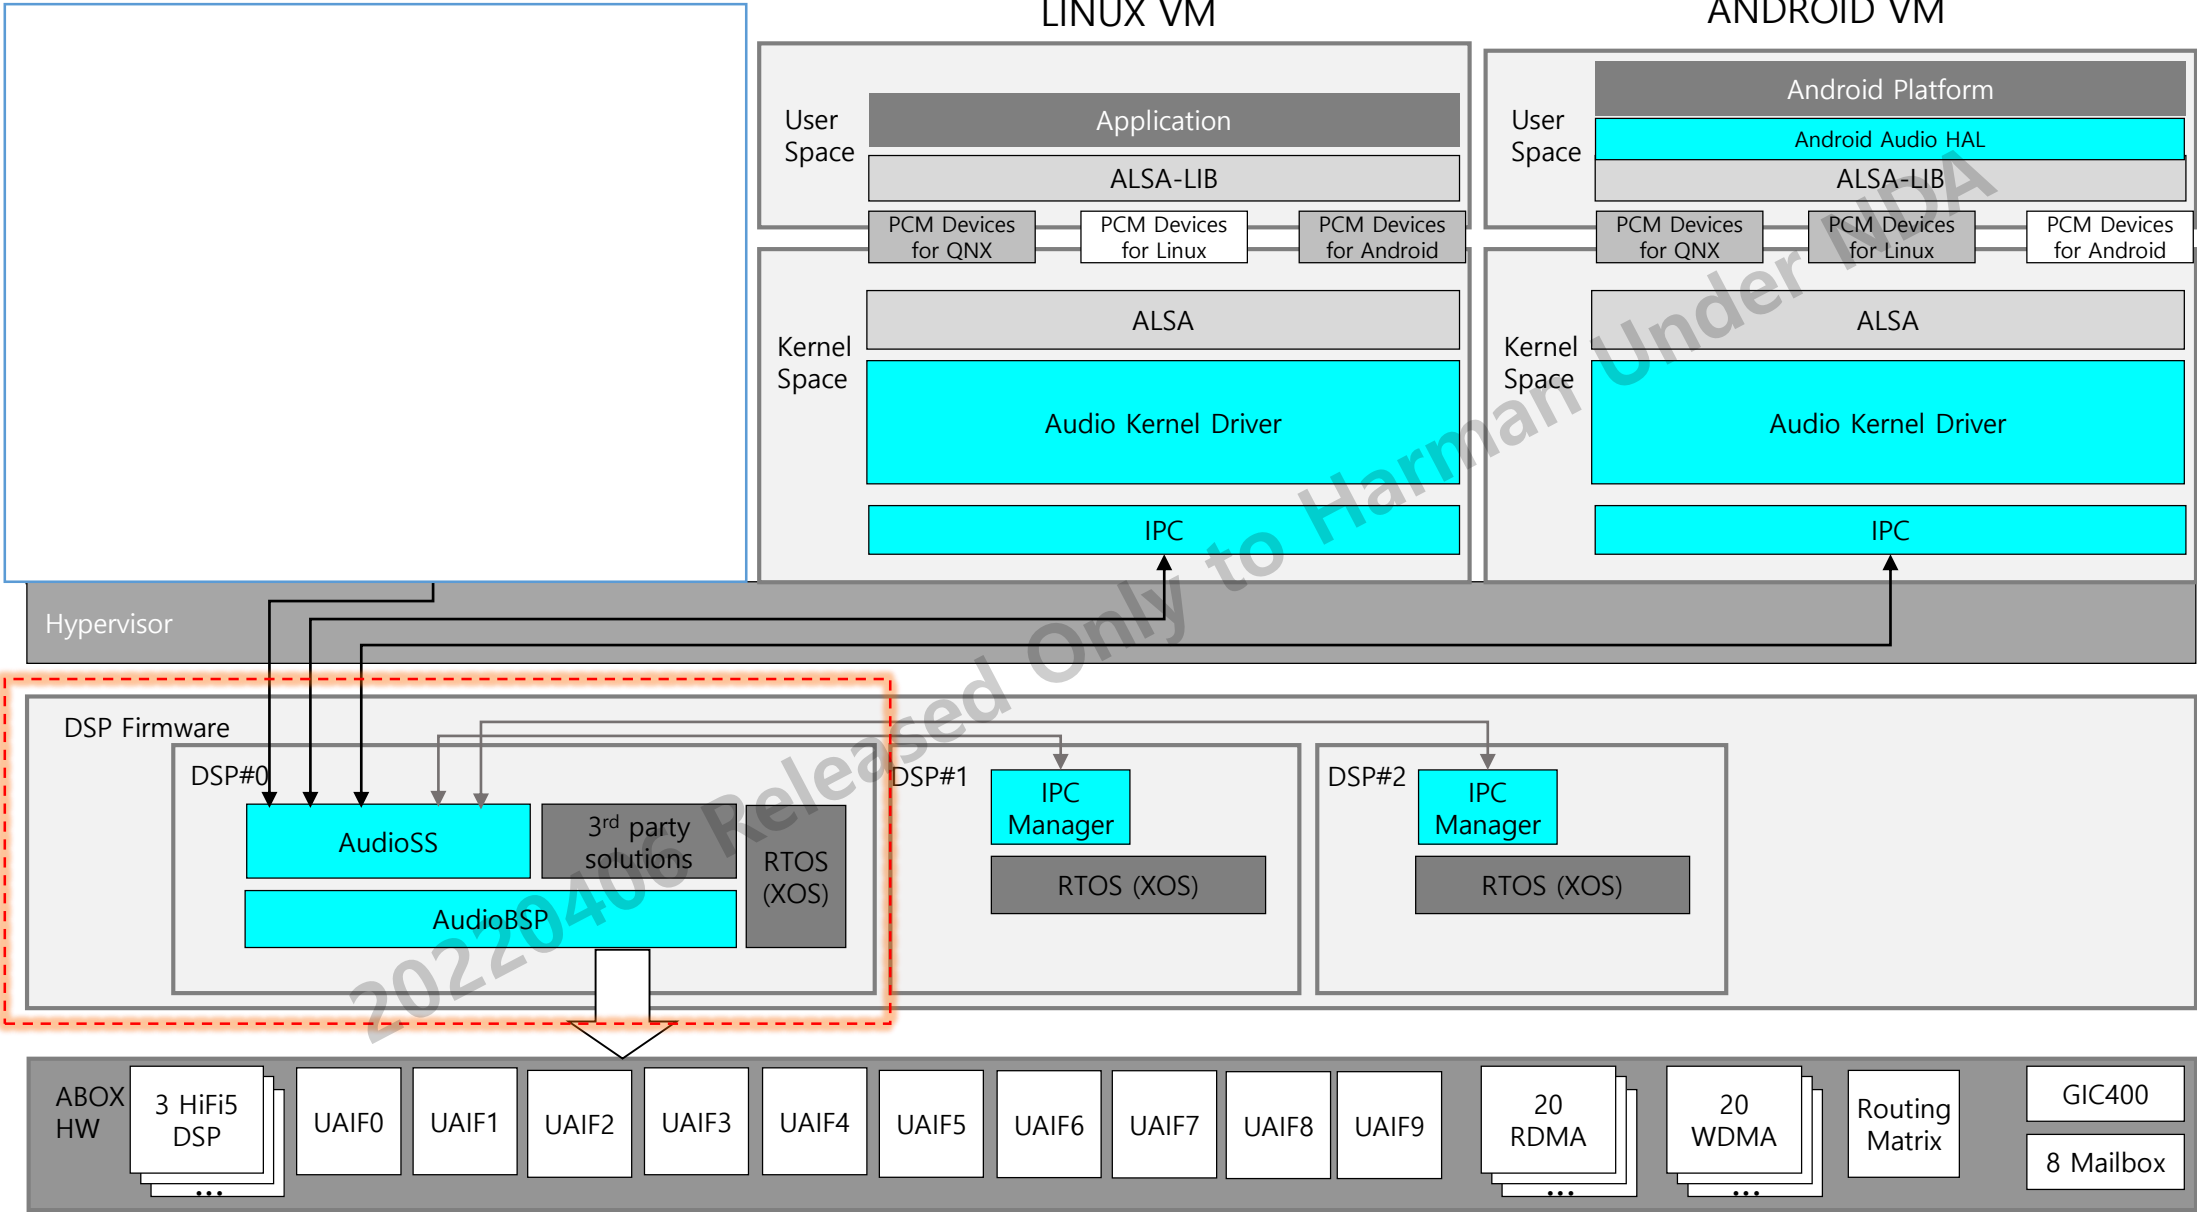 LINUX VM
ANDROID VM
User
Space
Application
ALSA-LIB
PCM Devices
for QNX
PCM Devices
for Linux
PCM Devices
for Android
Kernel
Space
ALSA
Audio Kernel Driver
IPC
User
Space
Android Platform
Android Audio HAL
ALSA-LIB
PCM Devices
for QNX
PCM Devices
for Linux
PCM Devices
for Android
Kernel
Space
ALSA
Audio Kernel Driver
IPC
Hypervisor
DSP Firmware
DSP#0
AudioSS
3rd party
solutions
RTOS
(XOS)
AudioBSP
DSP#1
IPC
Manager
RTOS (XOS)
DSP#2
IPC
Manager
RTOS (XOS)
ABOX
HW
3 HiFi5
DSP
...
UAIF0
UAIF1
UAIF2
UAIF3
UAIF4
UAIF5
UAIF6
UAIF7
UAIF8
UAIF9
20
RDMA
...
20
WDMA
...
Routing
Matrix
GIC400
8 Mailbox
20220406 Released Only to Harman Under NDA